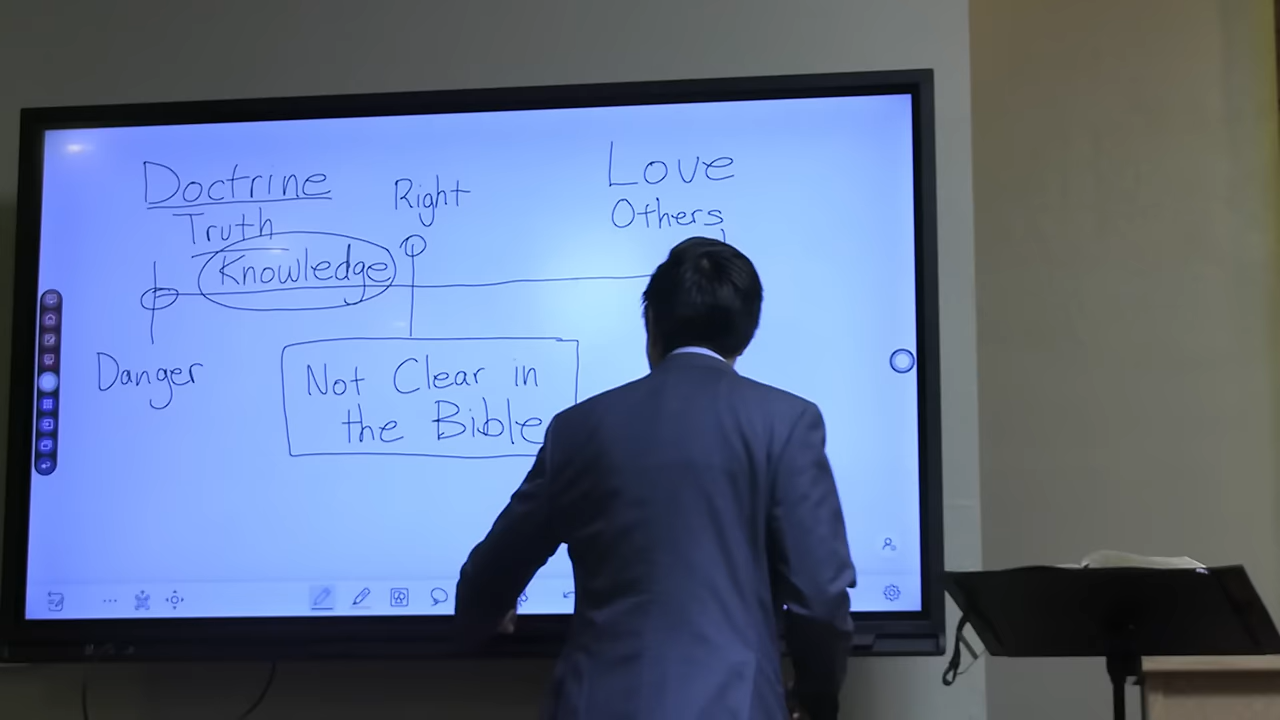 Doctrine
Truth
Knowledge
Right
Love
Others
Danger
Not Clear in
the Bible